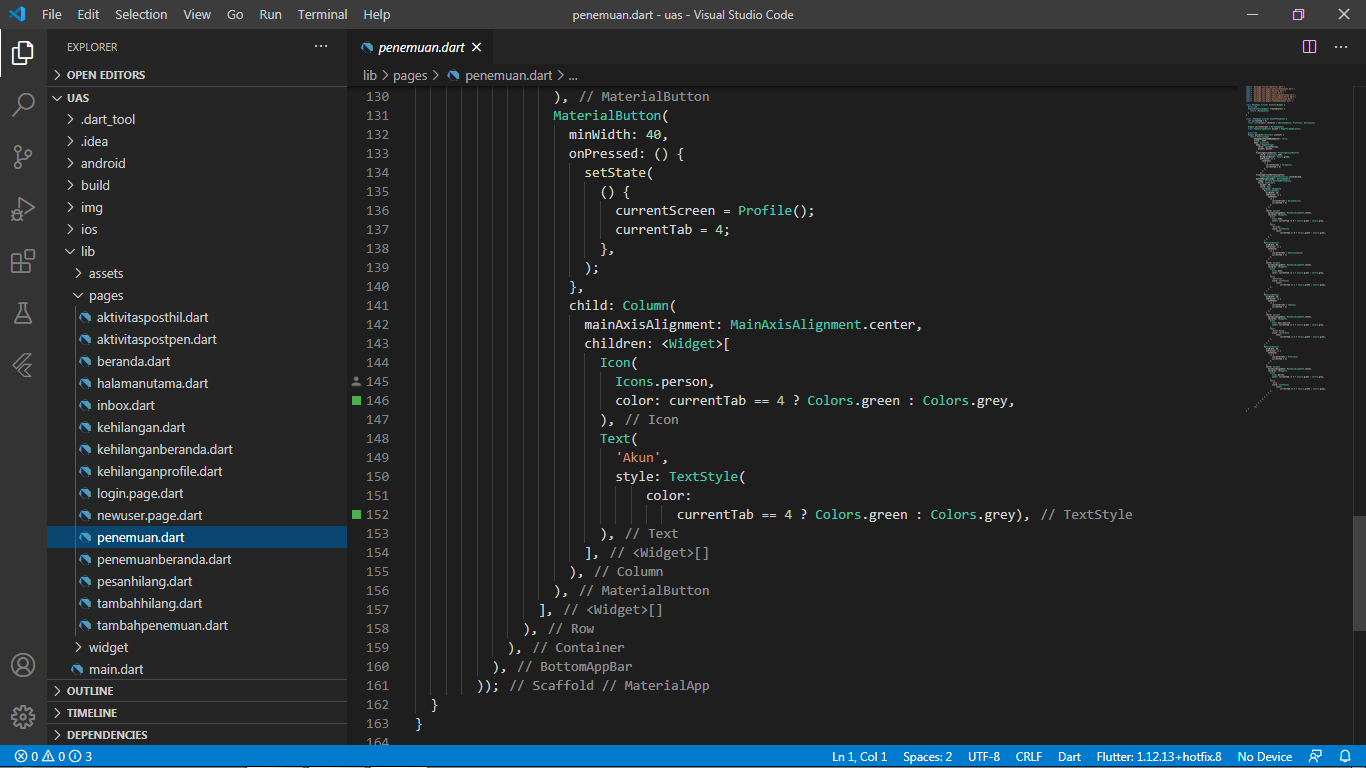 File Edit Selection View Go Run Terminal Help penemuan.dart - uas - Visual Studio Code
EXPLORER
OPEN EDITORS
UAS
.dart_tool
.idea
android
build
img
ios
lib
assets
pages
aktivitasposthil.dart
aktivitaspostpen.dart
beranda.dart
halamanutama.dart
inbox.dart
kehilangan.dart
kehilanganberanda.dart
kehilanganprofile.dart
login.page.dart
newuser.page.dart
penemuan.dart
penemuanberanda.dart
pesanhilang.dart
tambahhilang.dart
tambahpenemuan.dart
widget
main.dart
OUTLINE
TIMELINE
DEPENDENCIES
penemuan.dart
lib > pages > penemuan.dart > ...
130 ), // MaterialButton
131 MaterialButton(
132 minWidth: 40,
133 onPressed: () {
134 setState(
135 () {
136 currentScreen = Profile();
137 currentTab = 4;
138 },
139 );
140 },
141 child: Column(
142 mainAxisAlignment: MainAxisAlignment.center,
143 children: <Widget>[
144 Icon(
145 Icons.person,
146 color: currentTab == 4 ? Colors.green : Colors.grey,
147 ), // Icon
148 Text(
149 'Akun',
150 style: TextStyle(
151 color:
152 currentTab == 4 ? Colors.green : Colors.grey), // TextStyle
153 ), // Text
154 ], // <Widget>[]
155 ), // Column
156 ), // MaterialButton
157 ], // <Widget>[]
158 ), // Row
159 ), // Container
160 ), // BottomAppBar
161 )); // Scaffold // MaterialApp
162 }
163 }
164
0 0 3 Ln 1, Col 1 Spaces: 2 UTF-8 CRLF Dart Flutter: 1.12.13+hotfix.8 No Device